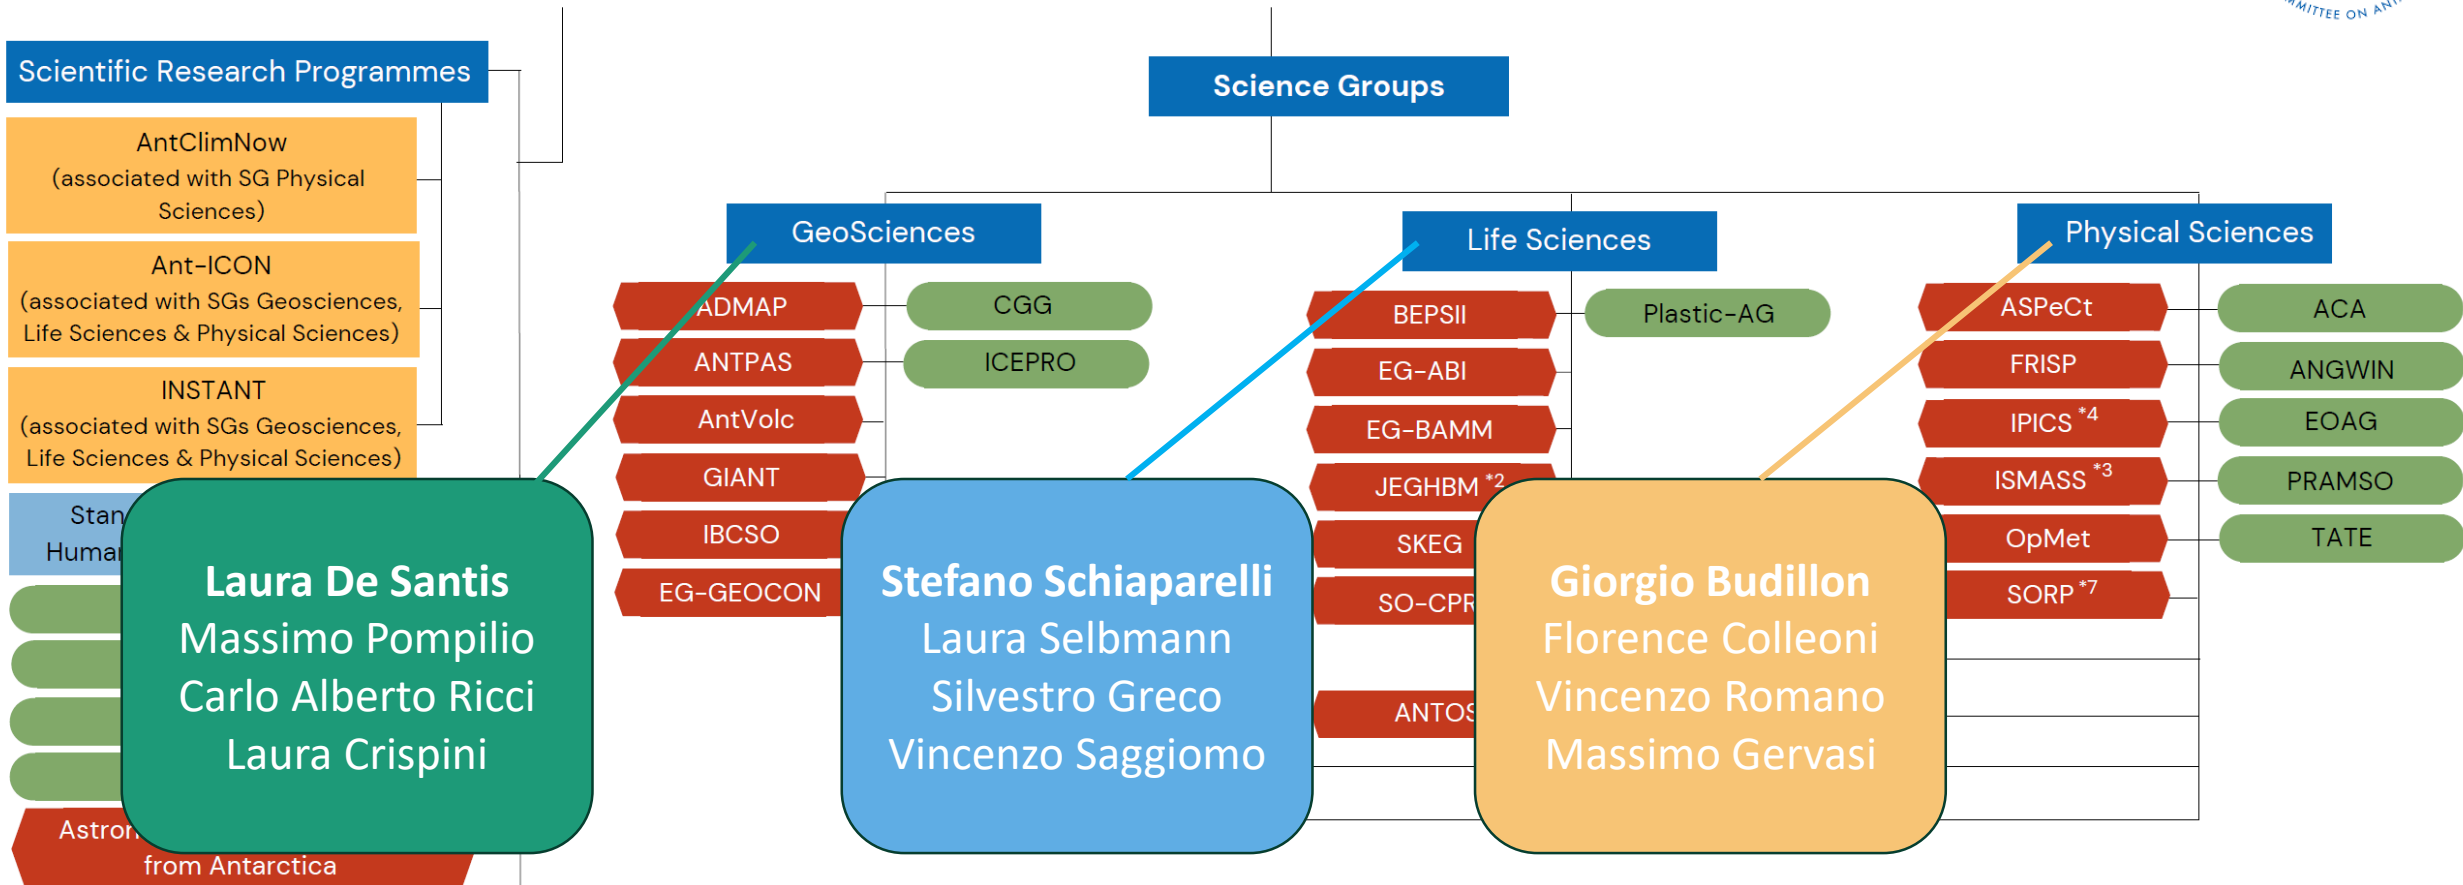 COMMITTEE ON
Scientific Research Programmes
AntClimNow
(associated with SG Physical
Sciences)
Ant-ICON
(associated with SGs Geosciences,
Life Sciences & Physical Sciences)
INSTANT
(associated with SGs Geosciences,
Life Sciences & Physical Sciences)
from Antarctica
Science Groups
GeoSciences
ADMAP
CGG
ANTPAS
ICEPRO
AntVolc
GIANT
IBCSO
EG-GEOCON
Life Sciences
BEPSII
Plastic-AG
EG-ABI
EG-BAMM
JEGHBM *2
SKEG
SO-CPR
ANTOS
Physical Sciences
ASPeCt
ACA
FRISP
ANGWIN
IPICS *4
EOAG
ISMASS *3
PRAMSO
OpMet
TATE
SORP *7
Laura De Santis
Massimo Pompilio
Carlo Alberto Ricci
Laura Crispini
Stefano Schiaparelli
Laura Selbmann
Silvestro Greco
Vincenzo Saggiomo
Giorgio Budillon
Florence Colleoni
Vincenzo Romano
Massimo Gervasi